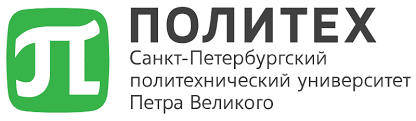 ПОЛИТЕХ
Санкт-Петербургский
политехнический университет
Петра Великого